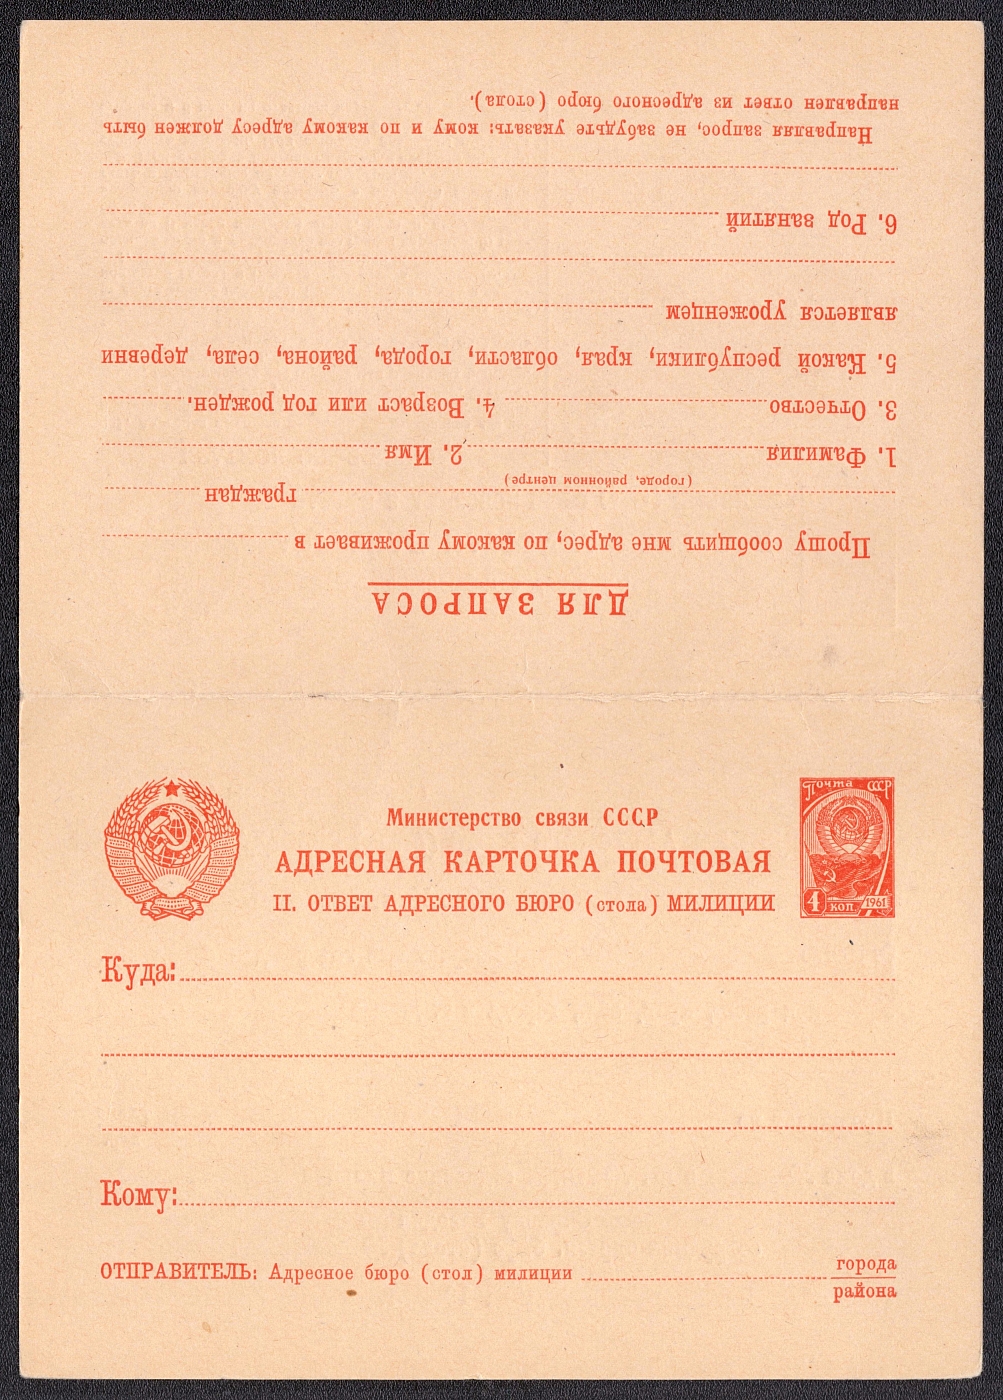 ДЛЯ ЗАПРОСА
Прошу сообщить мне адрес, по какому проживает в
граждан
(городе, районном центре)
1. Фамилия 2. Имя
3. Отчество 4. Возраст или год рожден.
5. Какой республики, края, области, города, района, села, деревни
является уроженцем
6. Род занятий
Направляя запрос, не забудьте указать: кому и по какому адресу должен быть
направлен ответ из адресного бюро (стола).
Почта СССР
Министерство связи СССР
АДРЕСНАЯ КАРТОЧКА ПОЧТОВАЯ
II. ОТВЕТ АДРЕСНОГО БЮРО (стола) МИЛИЦИИ
4 коп. 1961
Куда:
Кому:
ОТПРАВИТЕЛЬ: Адресное бюро (стол) милиции города
района